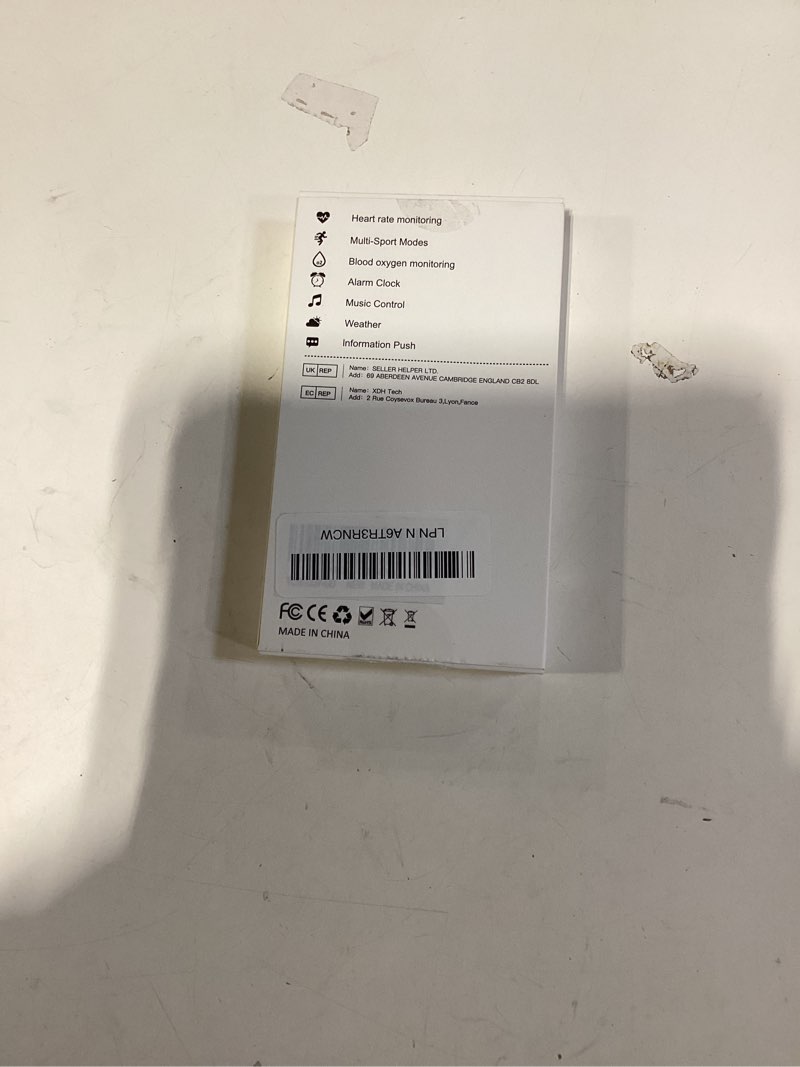 Heart rate monitoring
Multi-Sport Modes
Blood oxygen monitoring
Alarm Clock
Music Control
Weather
Information Push
UK REP Name: SELLER HELPER LTD.
Add: 69 ABERDEEN AVENUE CAMBRIDGE ENGLAND CB2 8DL
EC REP Name: XDH Tech
Add: 2 Rue Coysevox Bureau 3,Lyon,Fance
LPN N A6TR3RNCW
FC CE
MADE IN CHINA